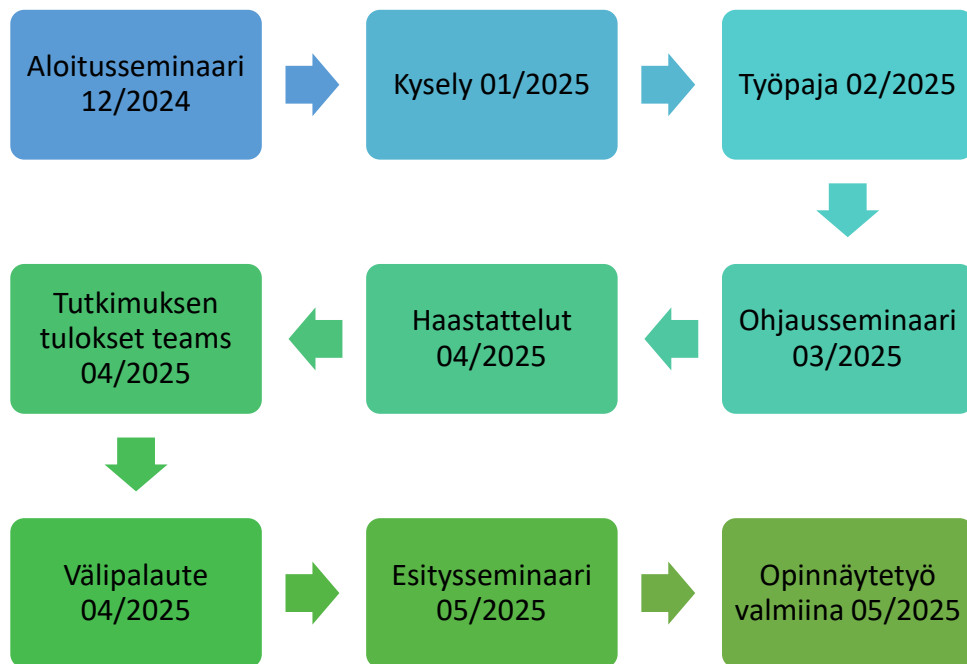 Aloitusseminaari
12/2024
Kysely 01/2025
Työpaja 02/2025
Ohjausseminaari
03/2025
Haastattelut
04/2025
Tutkimuksen
tulokset teams
04/2025
Välipalaute
04/2025
Esitysseminaari
05/2025
Opinnäytetyö
valmiina 05/2025